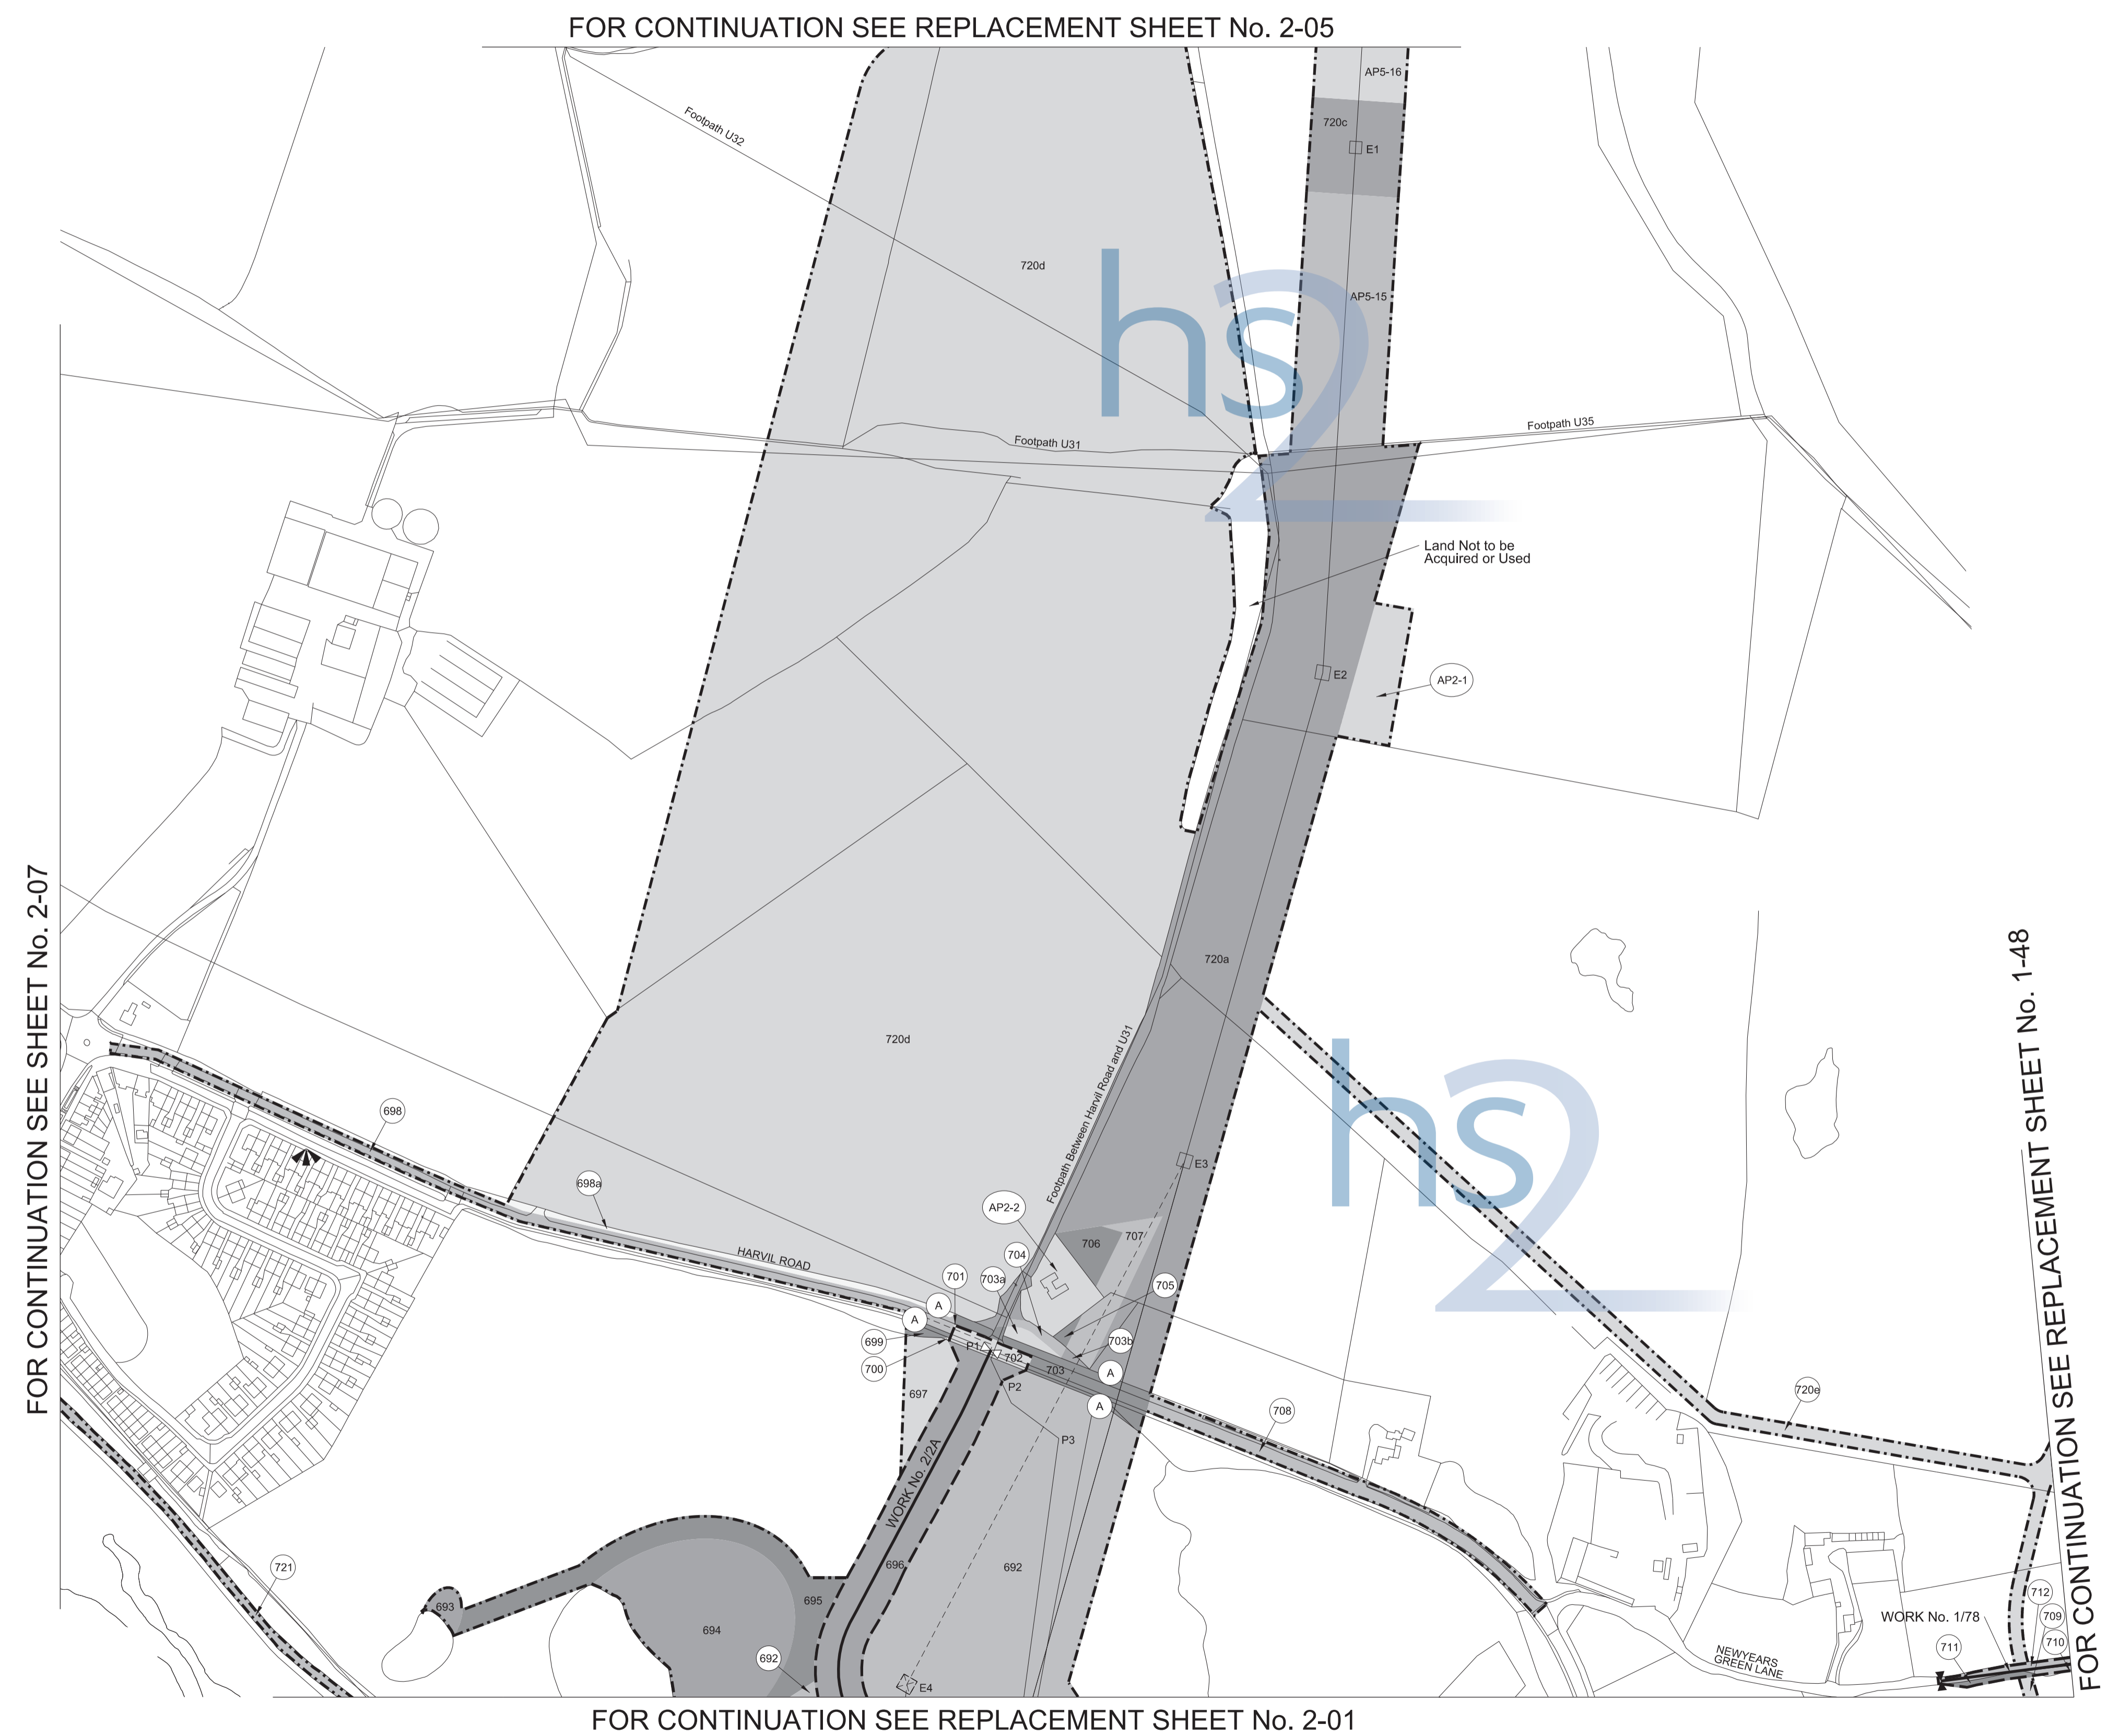 FOR CONTINUATION SEE REPLACEMENT SHEET No. 2-05
AP5-16
Footpath U32
720c
E1
720d
hs2
AP5-15
Footpath U35
Footpath U31
Land Not to be
Acquired or Used
E2
AP2-1
FOR CONTINUATION SEE SHEET No. 2-07
FOR CONTINUATION SEE REPLACEMENT SHEET No. 1-48
720a
720d
hs2
Footpath Between Harvil Road and U31
698
E3
698a
AP2-2
706
707
704
HARVIL ROAD
701
703a
705
A
A
699
703b
P1
702
700
703
A
P2
697
720e
A
708
P3
WORK No. 2/2A
721
696
692
712
695
693
709
WORK No. 1/78
694
710
711
692
NEWYEARS
GREEN LANE
E4
FOR CONTINUATION SEE REPLACEMENT SHEET No. 2-01